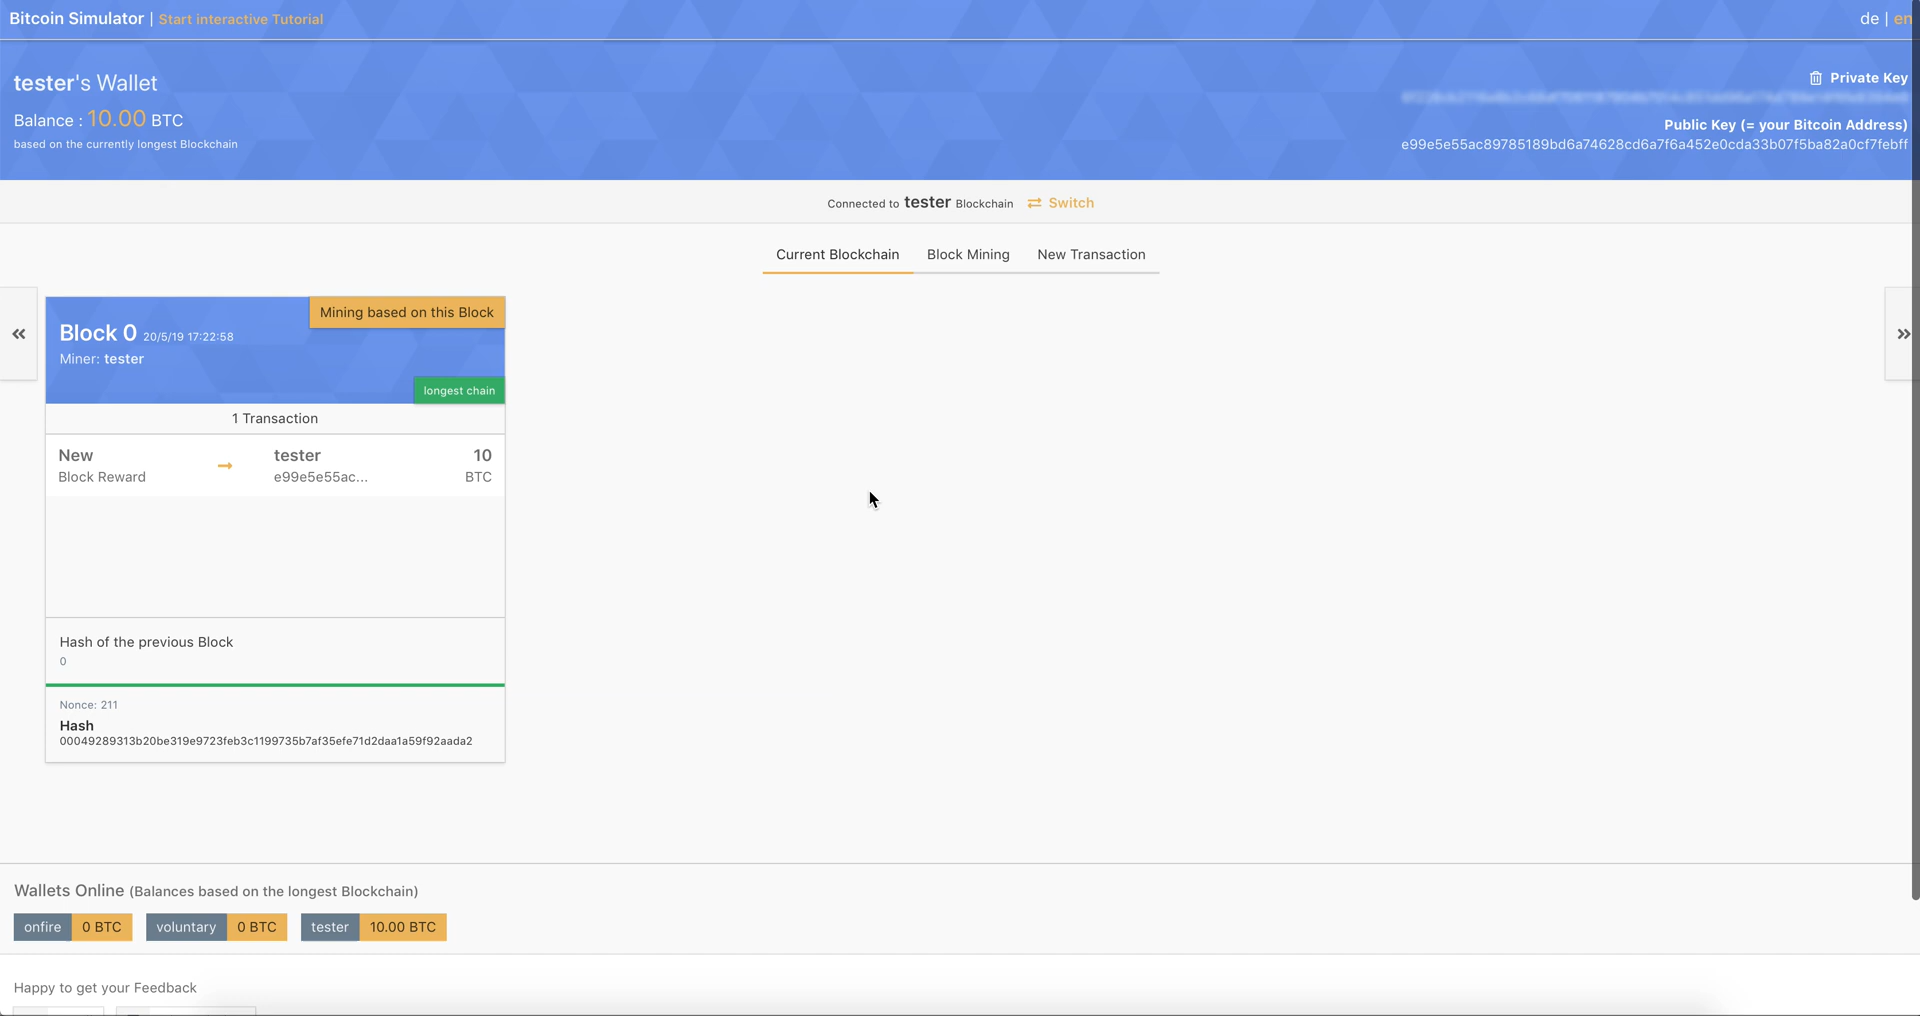 Bitcoin Simulator | Start interactive Tutorial
de | en
tester's Wallet
Balance : 10.00 BTC
based on the currently longest Blockchain
Private Key
Public Key (= your Bitcoin Address)
e99e5e55ac89785189bd6a74628cd6a7f6a452e0cda33b07f5ba82a0cf7febff
Connected to tester Blockchain Switch
Current Blockchain Block Mining New Transaction
Mining based on this Block
Block 0 20/5/19 17:22:58
Miner: tester
longest chain
1 Transaction
New tester 10
Block Reward e99e5e55ac... BTC
Hash of the previous Block
0
Nonce: 211
Hash
00049289313b20be319e9723feb3c1199735b7af35efe71d2daa1a59f92aada2
Wallets Online (Balances based on the longest Blockchain)
onfire 0 BTC voluntary 0 BTC tester 10.00 BTC
Happy to get your Feedback